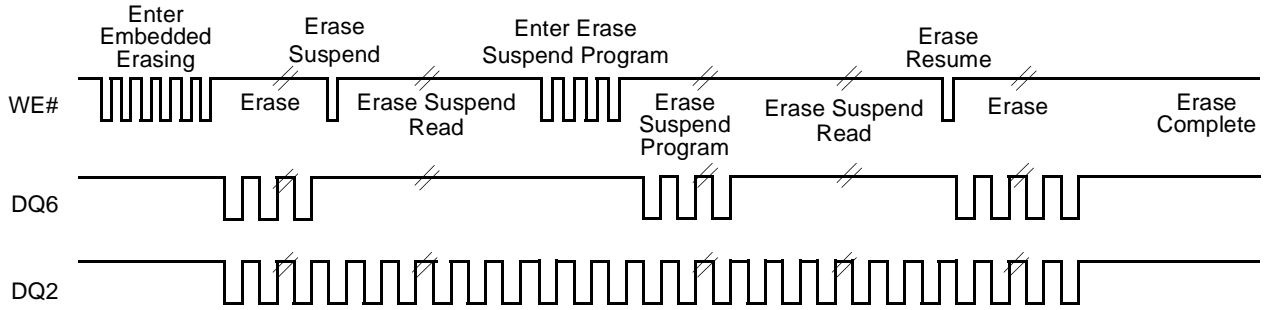 Enter
Embedded
Erasing
Erase
Suspend
Enter Erase
Suspend Program
Erase
Resume
WE#
Erase
Erase Suspend
Read
Erase
Suspend
Program
Erase Suspend
Read
Erase
Erase
Complete
DQ6
DQ2